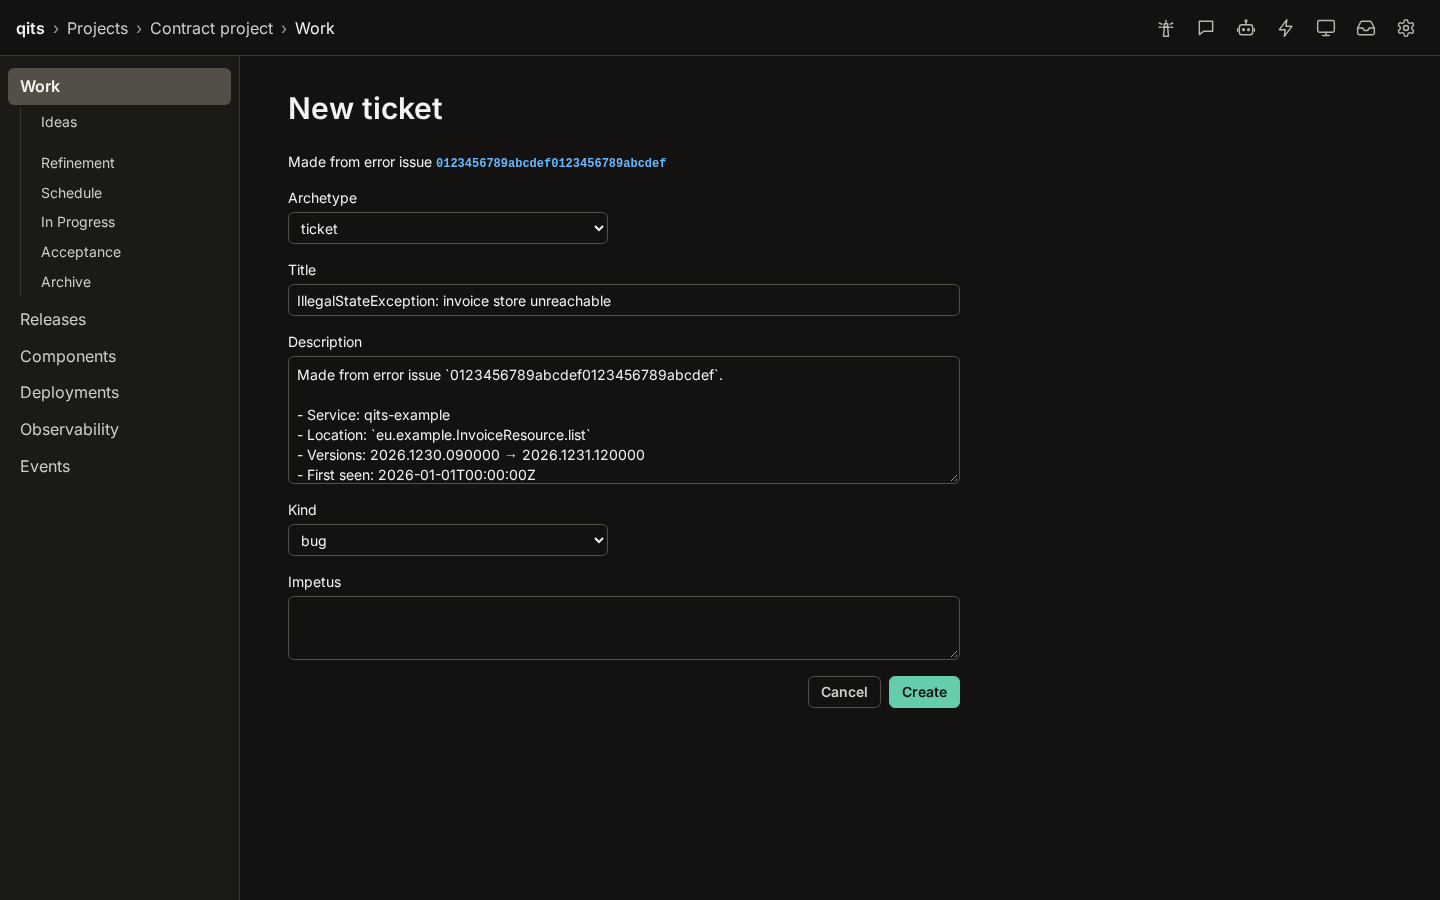 qits › Projects › Contract project › Work
Work
Ideas
Refinement
Schedule
In Progress
Acceptance
Archive
Releases
Components
Deployments
Observability
Events
New ticket
Made from error issue 0123456789abcdef0123456789abcdef
Archetype
ticket
Title
IllegalStateException: invoice store unreachable
Description
Made from error issue `0123456789abcdef0123456789abcdef`.
- Service: qits-example
- Location: `eu.example.InvoiceResource.list`
- Versions: 2026.1230.090000 → 2026.1231.120000
- First seen: 2026-01-01T00:00:00Z
Kind
bug
Impetus
Cancel
Create